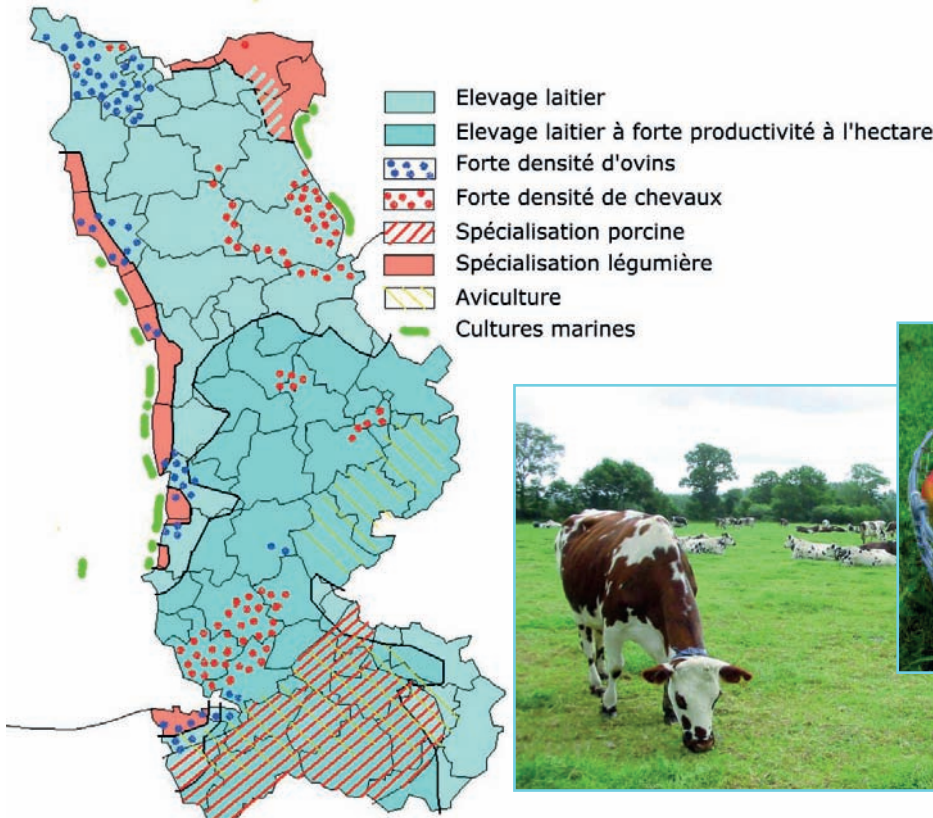 Elevage laitier
Elevage laitier à forte productivité à l'hectare
Forte densité d'ovins
Forte densité de chevaux
Spécialisation porcine
Spécialisation légumière
Aviculture
Cultures marines